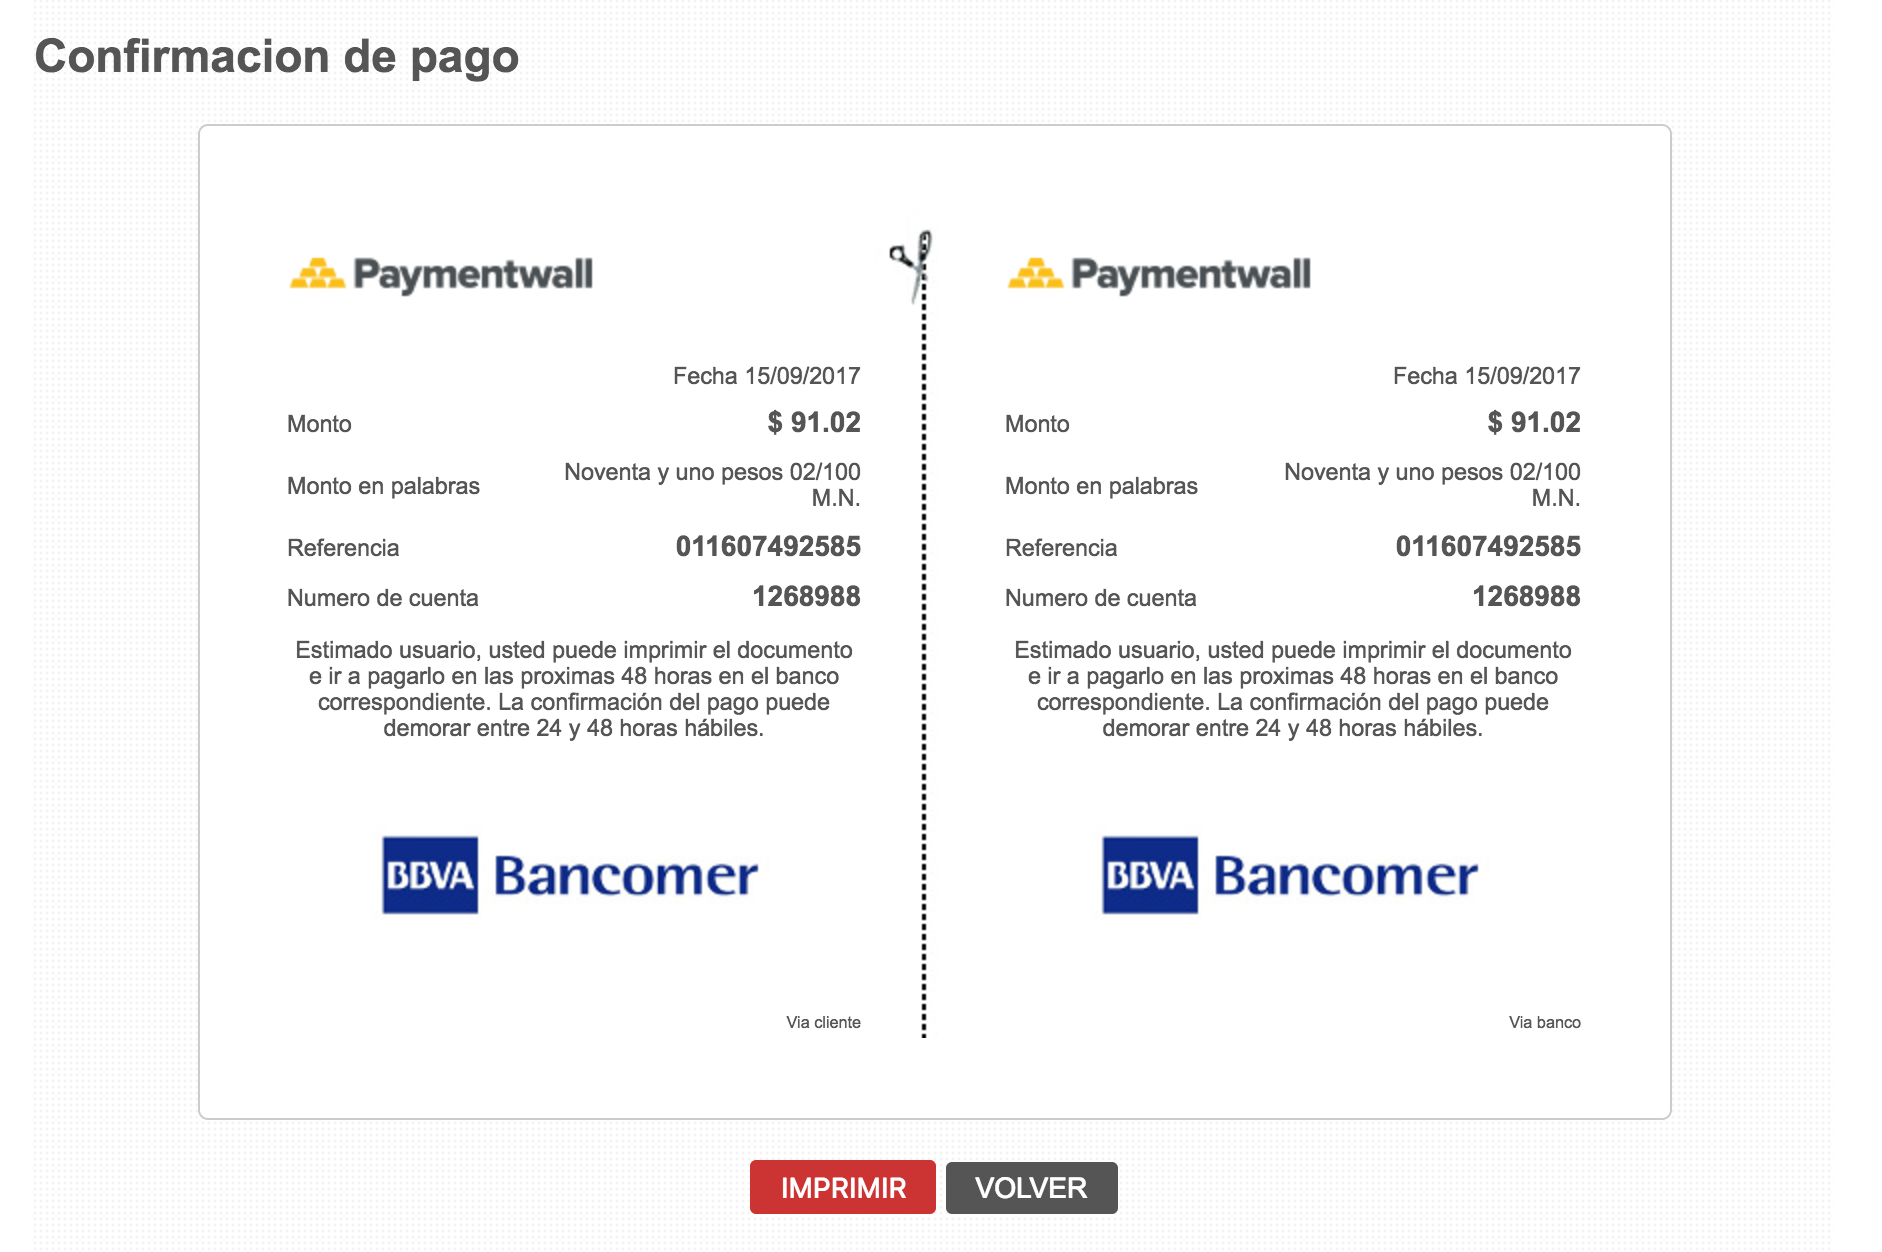 Confirmacion de pago
Paymentwall
Fecha 15/09/2017
Monto $ 91.02
Monto en palabras Noventa y uno pesos 02/100
M.N.
Referencia 011607492585
Numero de cuenta 1268988
Estimado usuario, usted puede imprimir el documento
e ir a pagarlo en las proximas 48 horas en el banco
correspondiente. La confirmación del pago puede
demorar entre 24 y 48 horas hábiles.
BBVA Bancomer
Via cliente
Paymentwall
Fecha 15/09/2017
Monto $ 91.02
Monto en palabras Noventa y uno pesos 02/100
M.N.
Referencia 011607492585
Numero de cuenta 1268988
Estimado usuario, usted puede imprimir el documento
e ir a pagarlo en las proximas 48 horas en el banco
correspondiente. La confirmación del pago puede
demorar entre 24 y 48 horas hábiles.
BBVA Bancomer
Via banco
IMPRIMIR VOLVER